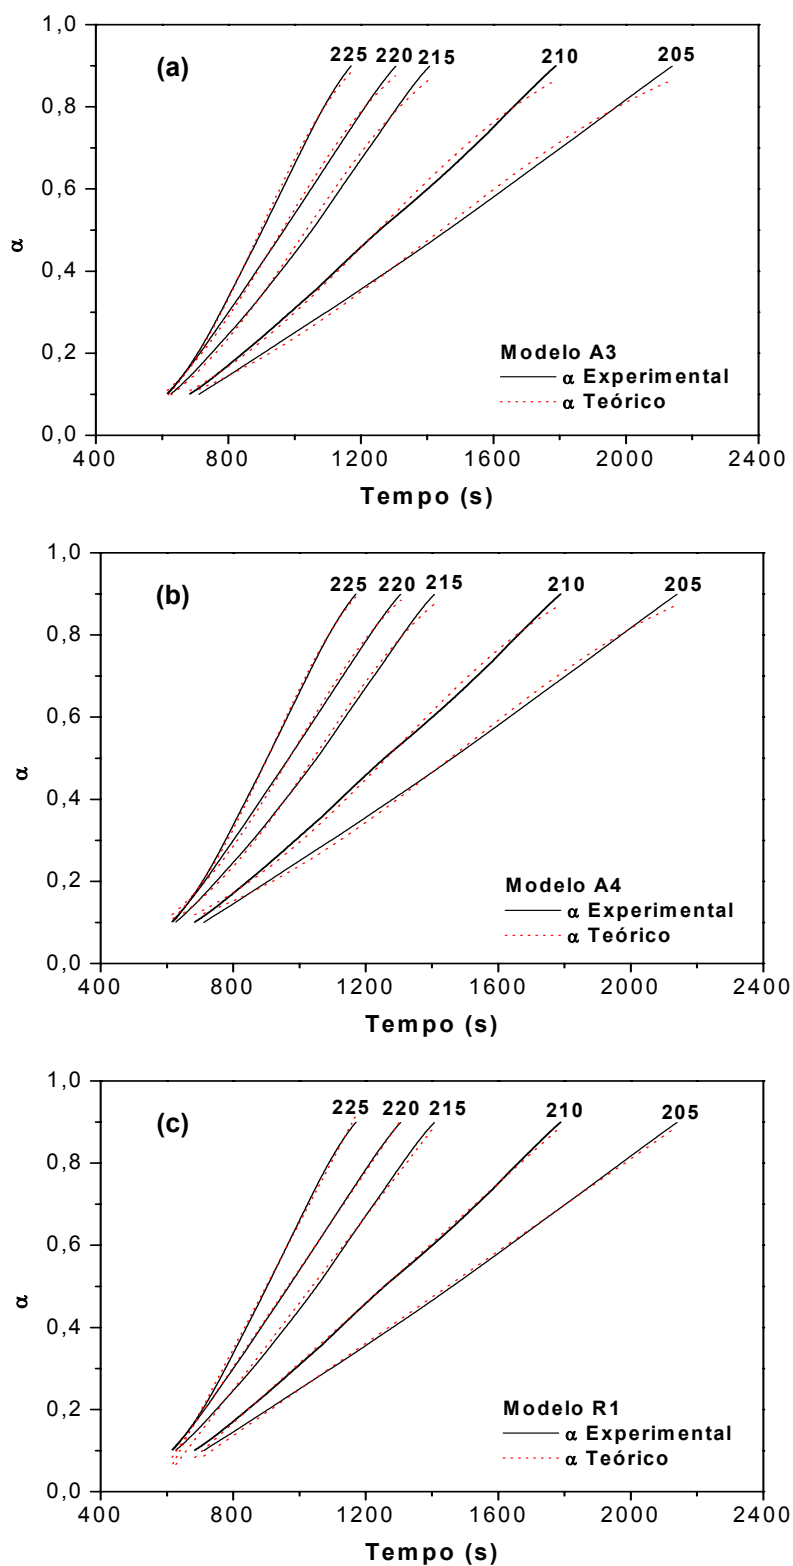 1,0
(a)
225 220 215 210 205
0,8
0,6
α
0,4
0,2
Modelo A3
α Experimental
α Teórico
0,0
400 800 1200 1600 2000 2400
Tempo (s)
1,0
(b)
225 220 215 210 205
0,8
0,6
α
0,4
0,2
Modelo A4
α Experimental
α Teórico
0,0
400 800 1200 1600 2000 2400
Tempo (s)
1,0
(c)
225 220 215 210 205
0,8
0,6
α
0,4
0,2
Modelo R1
α Experimental
α Teórico
0,0
400 800 1200 1600 2000 2400
Tempo (s)